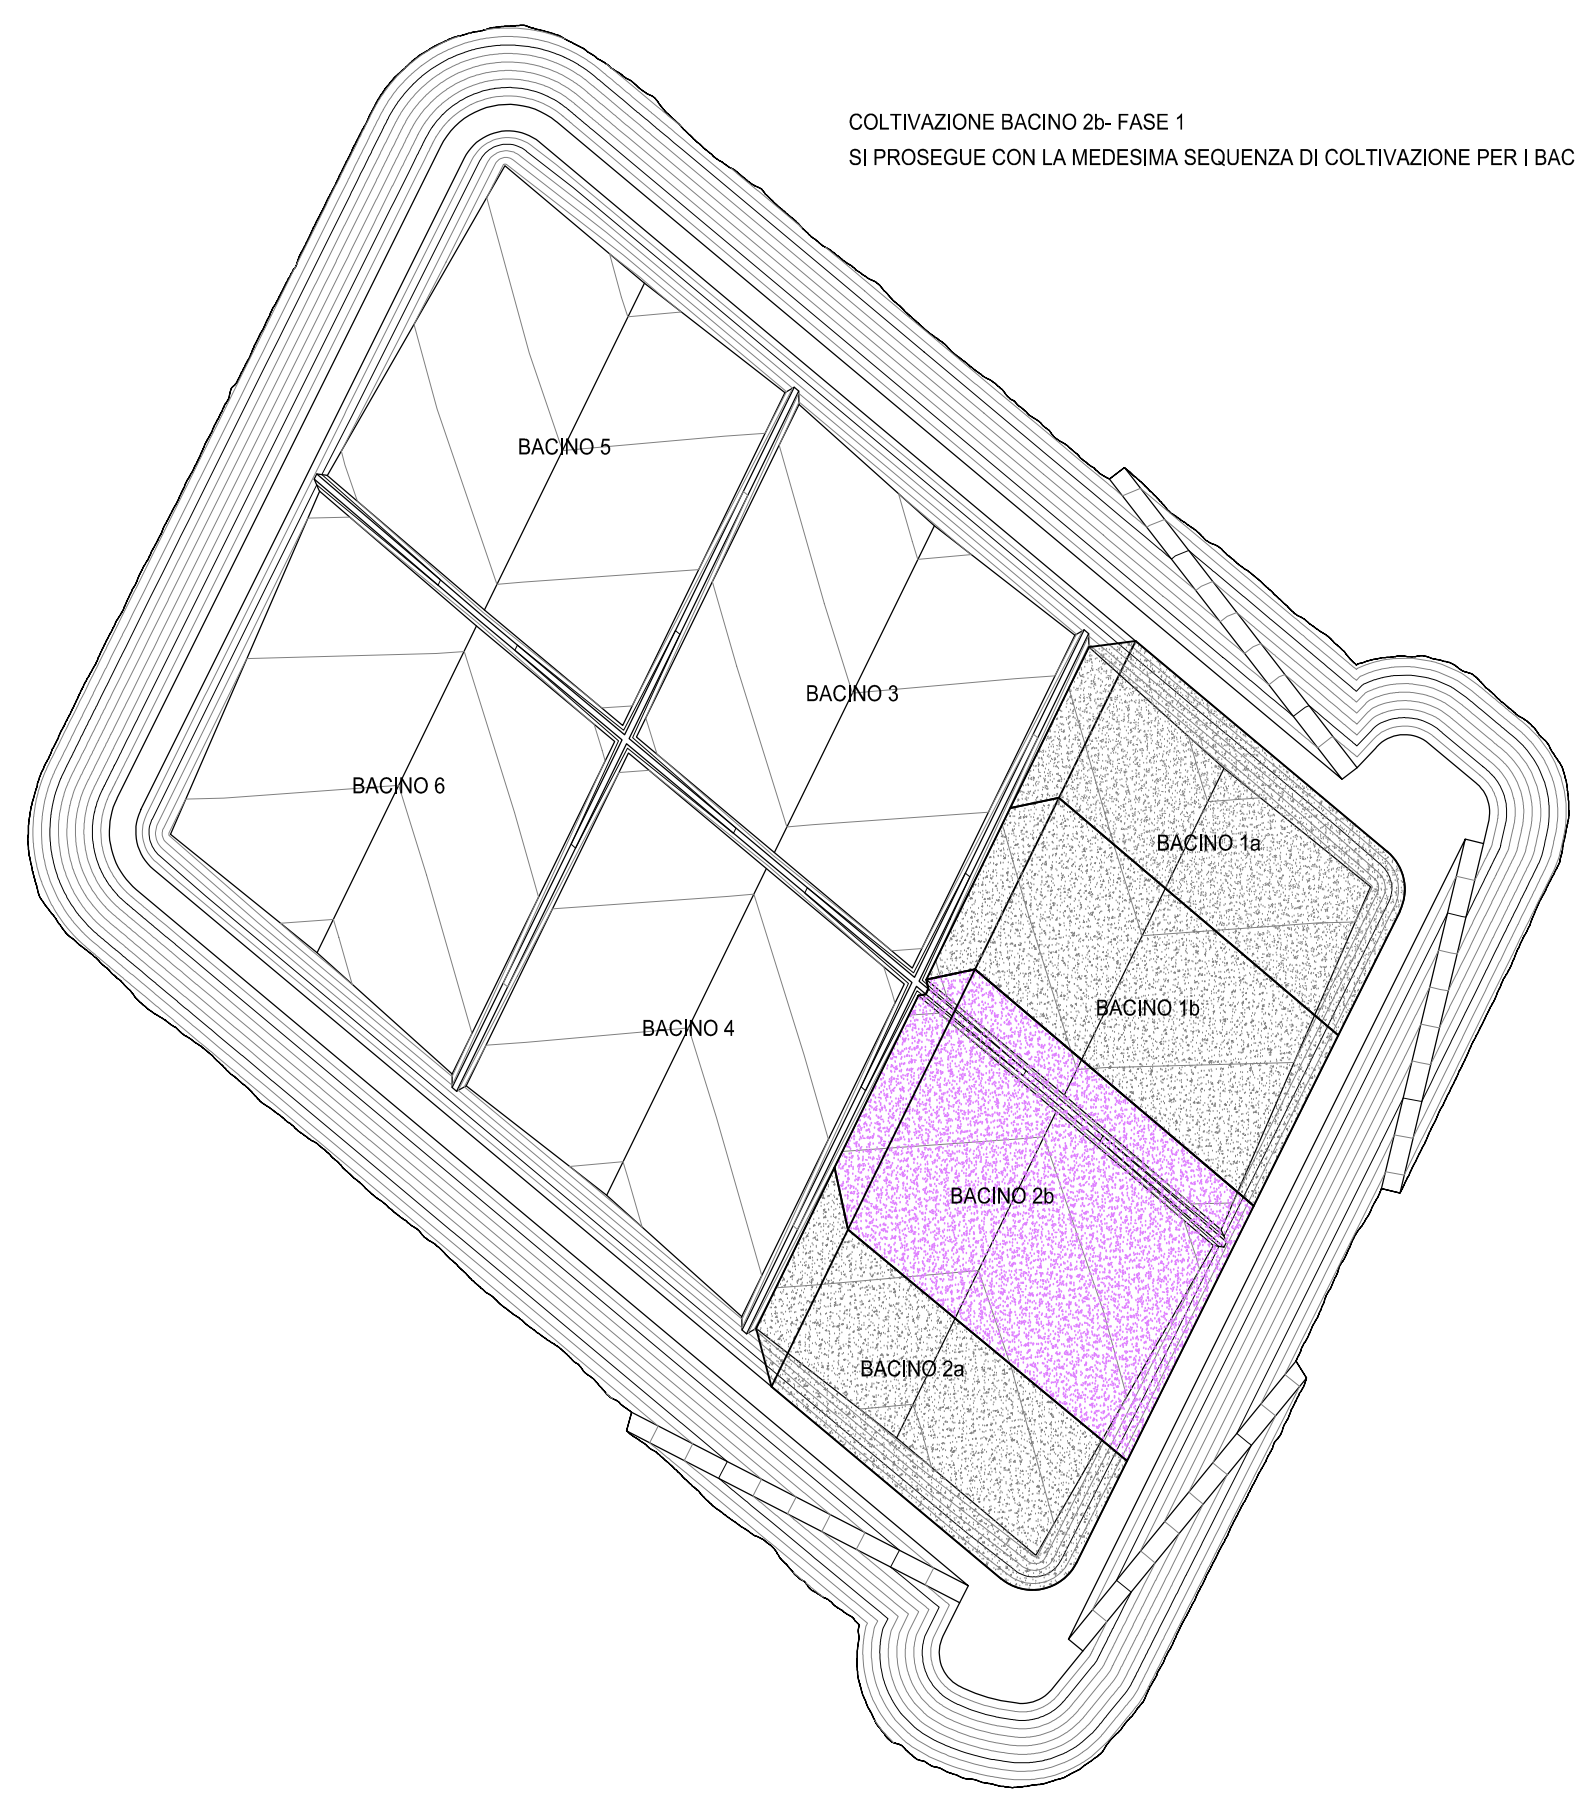 COLTIVAZIONE BACINO 2b- FASE 1
SI PROSEGUE CON LA MEDESIMA SEQUENZA DI COLTIVAZIONE PER I BAC
BACINO 5
BACINO 3
BACINO 6
BACINO 1a
BACINO 1b
BACINO 4
BACINO 2b
BACINO 2a